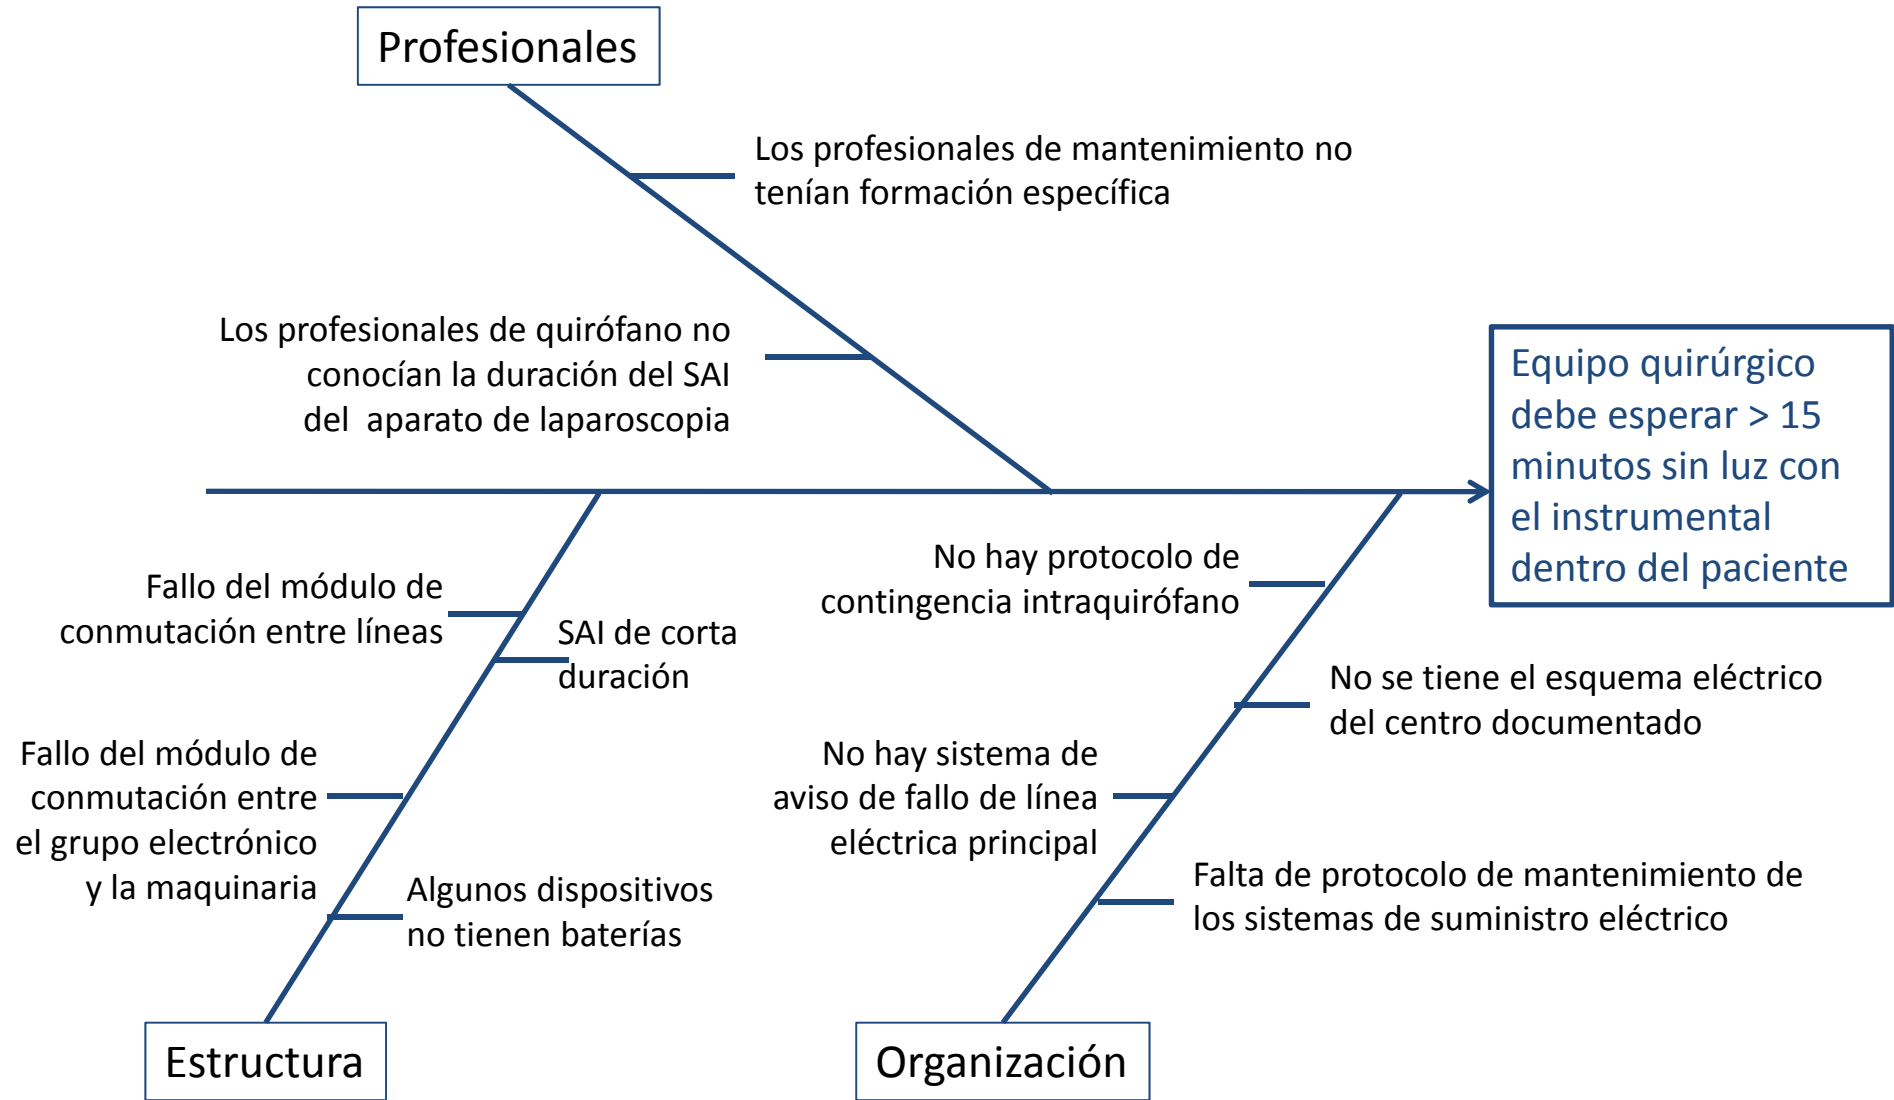 Profesionales
Los profesionales de mantenimiento no
tenían formación específica
Los profesionales de quirófano no
conocían la duración del SAI
del aparato de laparoscopia
Equipo quirúrgico
debe esperar > 15
minutos sin luz con
el instrumental
dentro del paciente
Fallo del módulo de
conmutación entre líneas
SAI de corta
duración
Fallo del módulo de
conmutación entre
el grupo electrónico
y la maquinaria
Algunos dispositivos
no tienen baterías
Estructura
No hay protocolo de
contingencia intraquirófano
No se tiene el esquema eléctrico
del centro documentado
No hay sistema de
aviso de fallo de línea
eléctrica principal
Falta de protocolo de mantenimiento de
los sistemas de suministro eléctrico
Organización